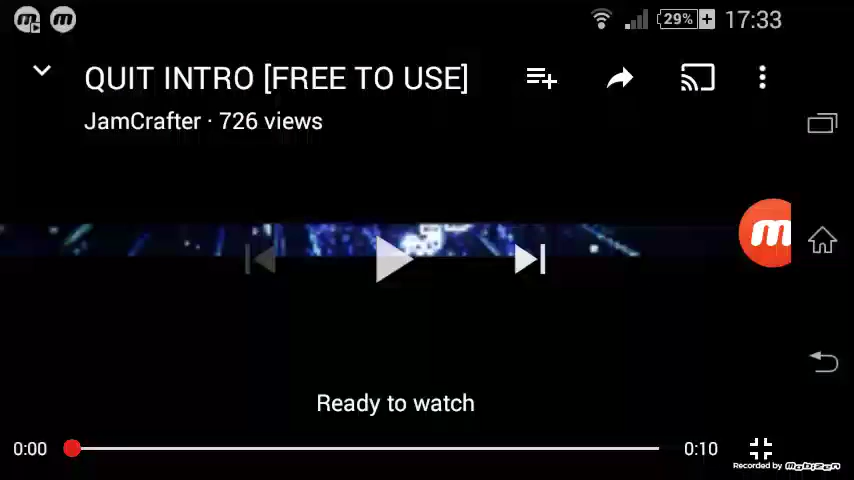 29% 17:33
QUIT INTRO [FREE TO USE]
JamCrafter · 726 views
m
Ready to watch
0:00 0:10
Recorded by Mobizen